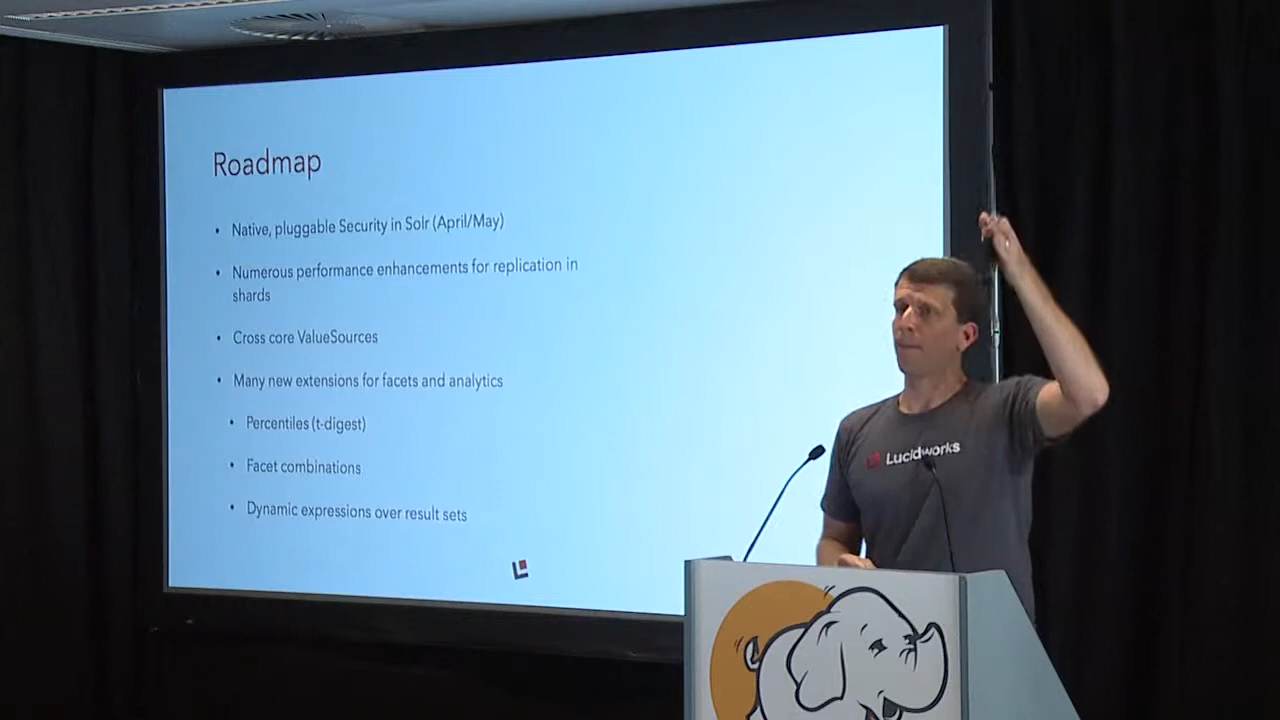 Roadmap
• Native, pluggable Security in Solr (April/May)
• Numerous performance enhancements for replication in
shards
• Cross core ValueSources
• Many new extensions for facets and analytics
• Percentiles (t-digest)
• Facet combinations
• Dynamic expressions over result sets
Lucidworks